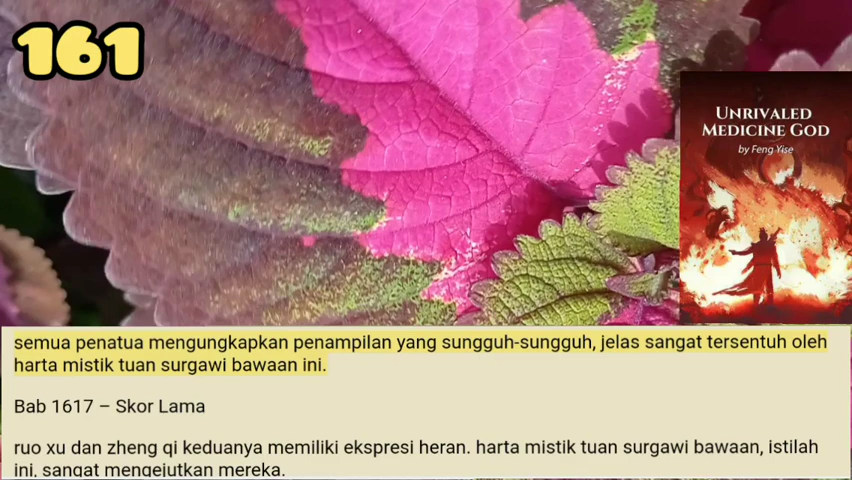 161
UNRIVALED
MEDICINE GOD
by Feng Yise
semua penatua mengungkapkan penampilan yang sungguh-sungguh, jelas sangat tersentuh oleh
harta mistik tuan surgawi bawaan ini.
Bab 1617 – Skor Lama
ruo xu dan zheng qi keduanya memiliki ekspresi heran. harta mistik tuan surgawi bawaan, istilah
ini, sangat mengejutkan mereka.